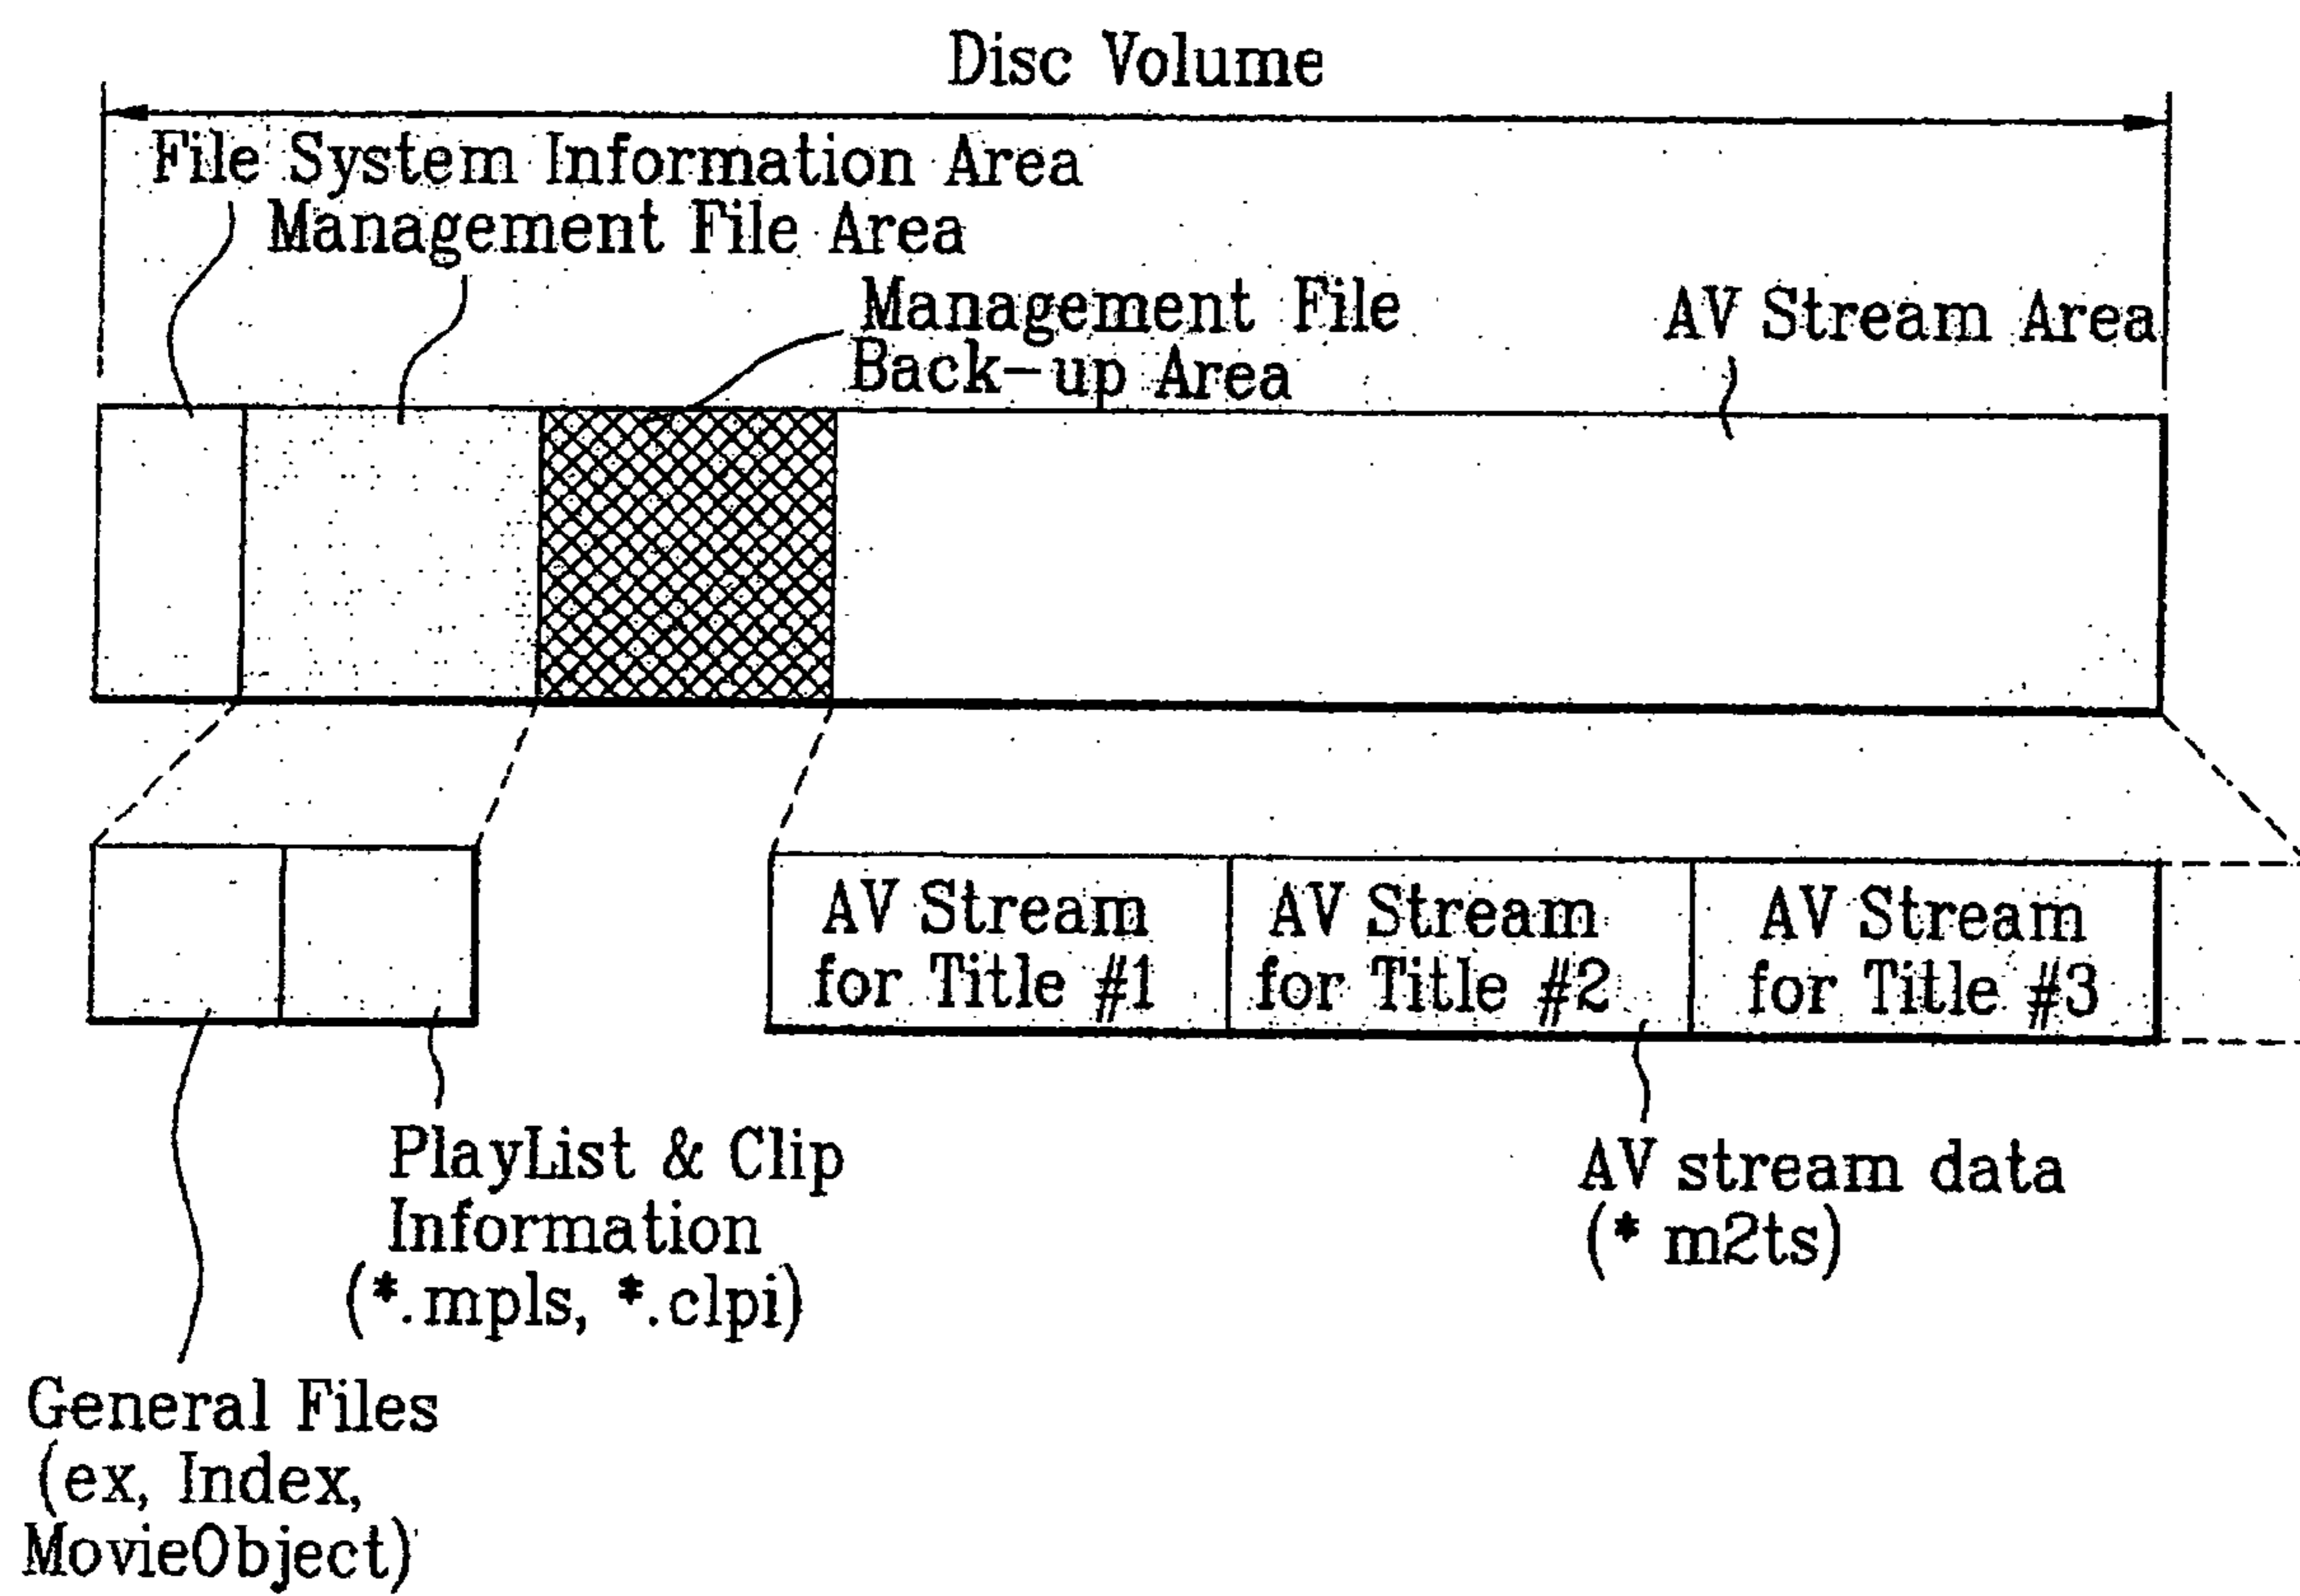 Disc Volume
File System Information Area
Management File Area
Management File
Back-up Area
AV Stream Area
AV Stream
for Title #1
AV Stream
for Title #2
AV Stream
for Title #3
PlayList & Clip
Information
(*.mpls, *.clpi)
AV stream data
(* m2ts)
General Files
(ex, Index,
MovieObject)